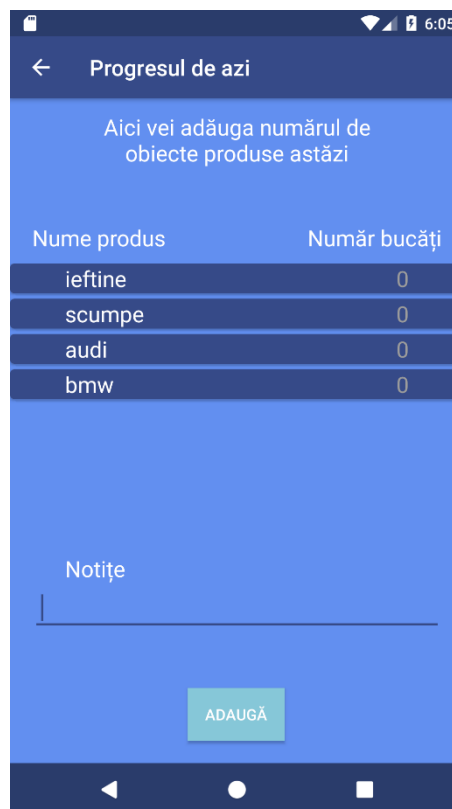 6:05
Progresul de azi
Aici vei adăuga numărul de
obiecte produse astăzi
Nume produs Număr bucăți
ieftine 0
scumpe 0
audi 0
bmw 0
Notițe
ADAUGĂ